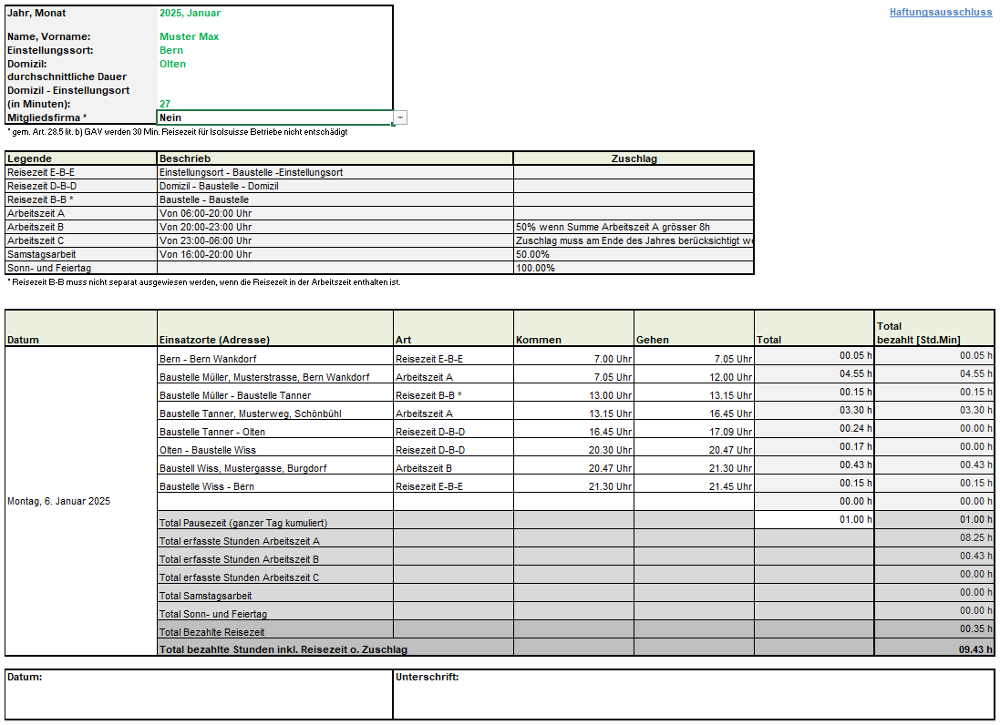 Jahr, Monat 2025, Januar Haftungsausschluss
Name, Vorname: Muster Max
Einstellungssort: Bern
Domizil: Olten
durchschnittliche Dauer
Domizil - Einstellungsort
(in Minuten): 27
Mitgliedsfirma * Nein
* gem. Art. 28.5 lit. b) GAV werden 30 Min. Reisezeit für Isolsuisse Betriebe nicht entschädigt
Legende Beschrieb Zuschlag
Reisezeit E-B-E Einstellungsort - Baustelle -Einstellungsort
Reisezeit D-B-D Domizil - Baustelle - Domizil
Reisezeit B-B * Baustelle - Baustelle
Arbeitszeit A Von 06:00-20:00 Uhr
Arbeitszeit B Von 20:00-23:00 Uhr 50% wenn Summe Arbeitszeit A grösser 8h
Arbeitszeit C Von 23:00-06:00 Uhr Zuschlag muss am Ende des Jahres berücksichtigt we
Samstagsarbeit Von 16:00-20:00 Uhr 50.00%
Sonn- und Feiertag 100.00%
* Reisezeit B-B muss nicht separat ausgewiesen werden, wenn die Reisezeit in der Arbeitszeit enthalten ist.
Total
Datum Einsatzorte (Adresse) Art Kommen Gehen Total bezahlt [Std.Min]
Bern - Bern Wankdorf Reisezeit E-B-E 7.00 Uhr 7.05 Uhr 00.05 h 00.05 h
Baustelle Müller, Musterstrasse, Bern Wankdorf Arbeitszeit A 7.05 Uhr 12.00 Uhr 04.55 h 04.55 h
Baustelle Müller - Baustelle Tanner Reisezeit B-B * 13.00 Uhr 13.15 Uhr 00.15 h 00.15 h
Baustelle Tanner, Musterweg, Schönbühl Arbeitszeit A 13.15 Uhr 16.45 Uhr 03.30 h 03.30 h
Baustelle Tanner - Olten Reisezeit D-B-D 16.45 Uhr 17.09 Uhr 00.24 h 00.00 h
Olten - Baustelle Wiss Reisezeit D-B-D 20.30 Uhr 20.47 Uhr 00.17 h 00.00 h
Baustell Wiss, Mustergasse, Burgdorf Arbeitszeit B 20.47 Uhr 21.30 Uhr 00.43 h 00.43 h
Baustelle Wiss - Bern Reisezeit E-B-E 21.30 Uhr 21.45 Uhr 00.15 h 00.15 h
Montag, 6. Januar 2025 00.00 h 00.00 h
Total Pausezeit (ganzer Tag kumuliert) 01.00 h 01.00 h
Total erfasste Stunden Arbeitszeit A 08.25 h
Total erfasste Stunden Arbeitszeit B 00.43 h
Total erfasste Stunden Arbeitszeit C 00.00 h
Total Samstagsarbeit 00.00 h
Total Sonn- und Feiertag 00.00 h
Total Bezahlte Reisezeit 00.35 h
Total bezahlte Stunden inkl. Reisezeit o. Zuschlag 09.43 h
Datum: Unterschrift: